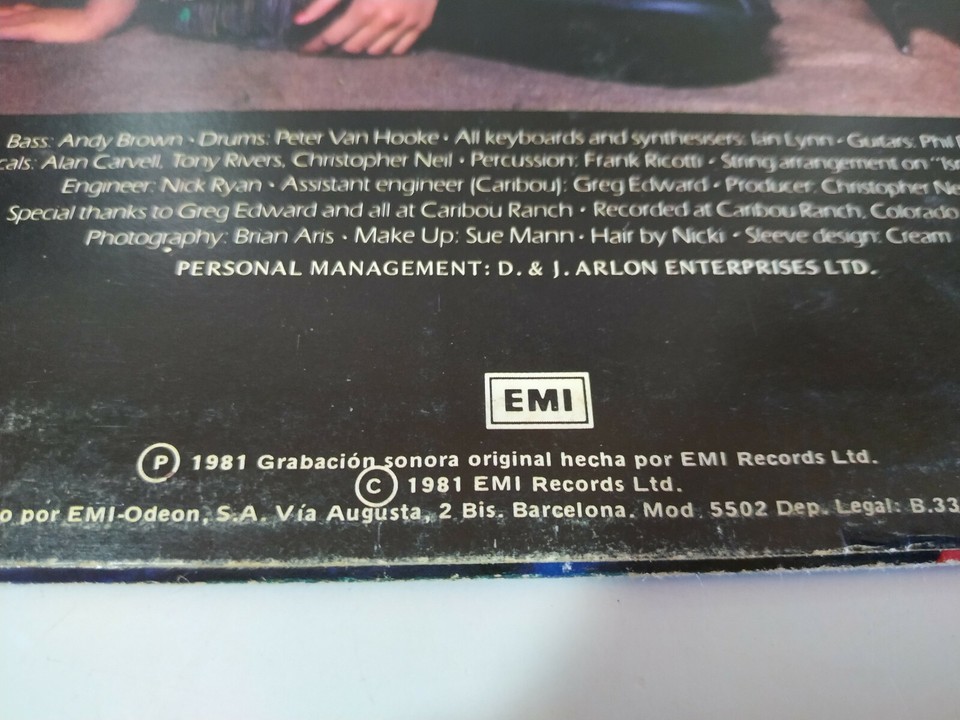 Bass: Andy Brown • Drums: Peter Van Hooke • All keyboards and synthesisers: Ian Lynn • Guitars: Phil
cals: Alan Carvell, Tony Rivers, Christopher Neil • Percussion: Frank Ricotti • String arrangement on "Iso
Engineer: Nick Ryan • Assistant engineer (Caribou): Greg Edward • Producer: Christopher Ne
Special thanks to Greg Edward and all at Caribou Ranch • Recorded at Caribou Ranch, Colorado
Photography: Brian Aris • Make Up: Sue Mann • Hair by Nicki • Sleeve design: Cream
PERSONAL MANAGEMENT: D. & J. ARLON ENTERPRISES LTD.
EMI
Ⓟ 1981 Grabación sonora original hecha por EMI Records Ltd.
© 1981 EMI Records Ltd.
o por EMI-Odeon, S.A. Vía Augusta, 2 Bis. Barcelona. Mod 5502 Dep. Legal: B.33